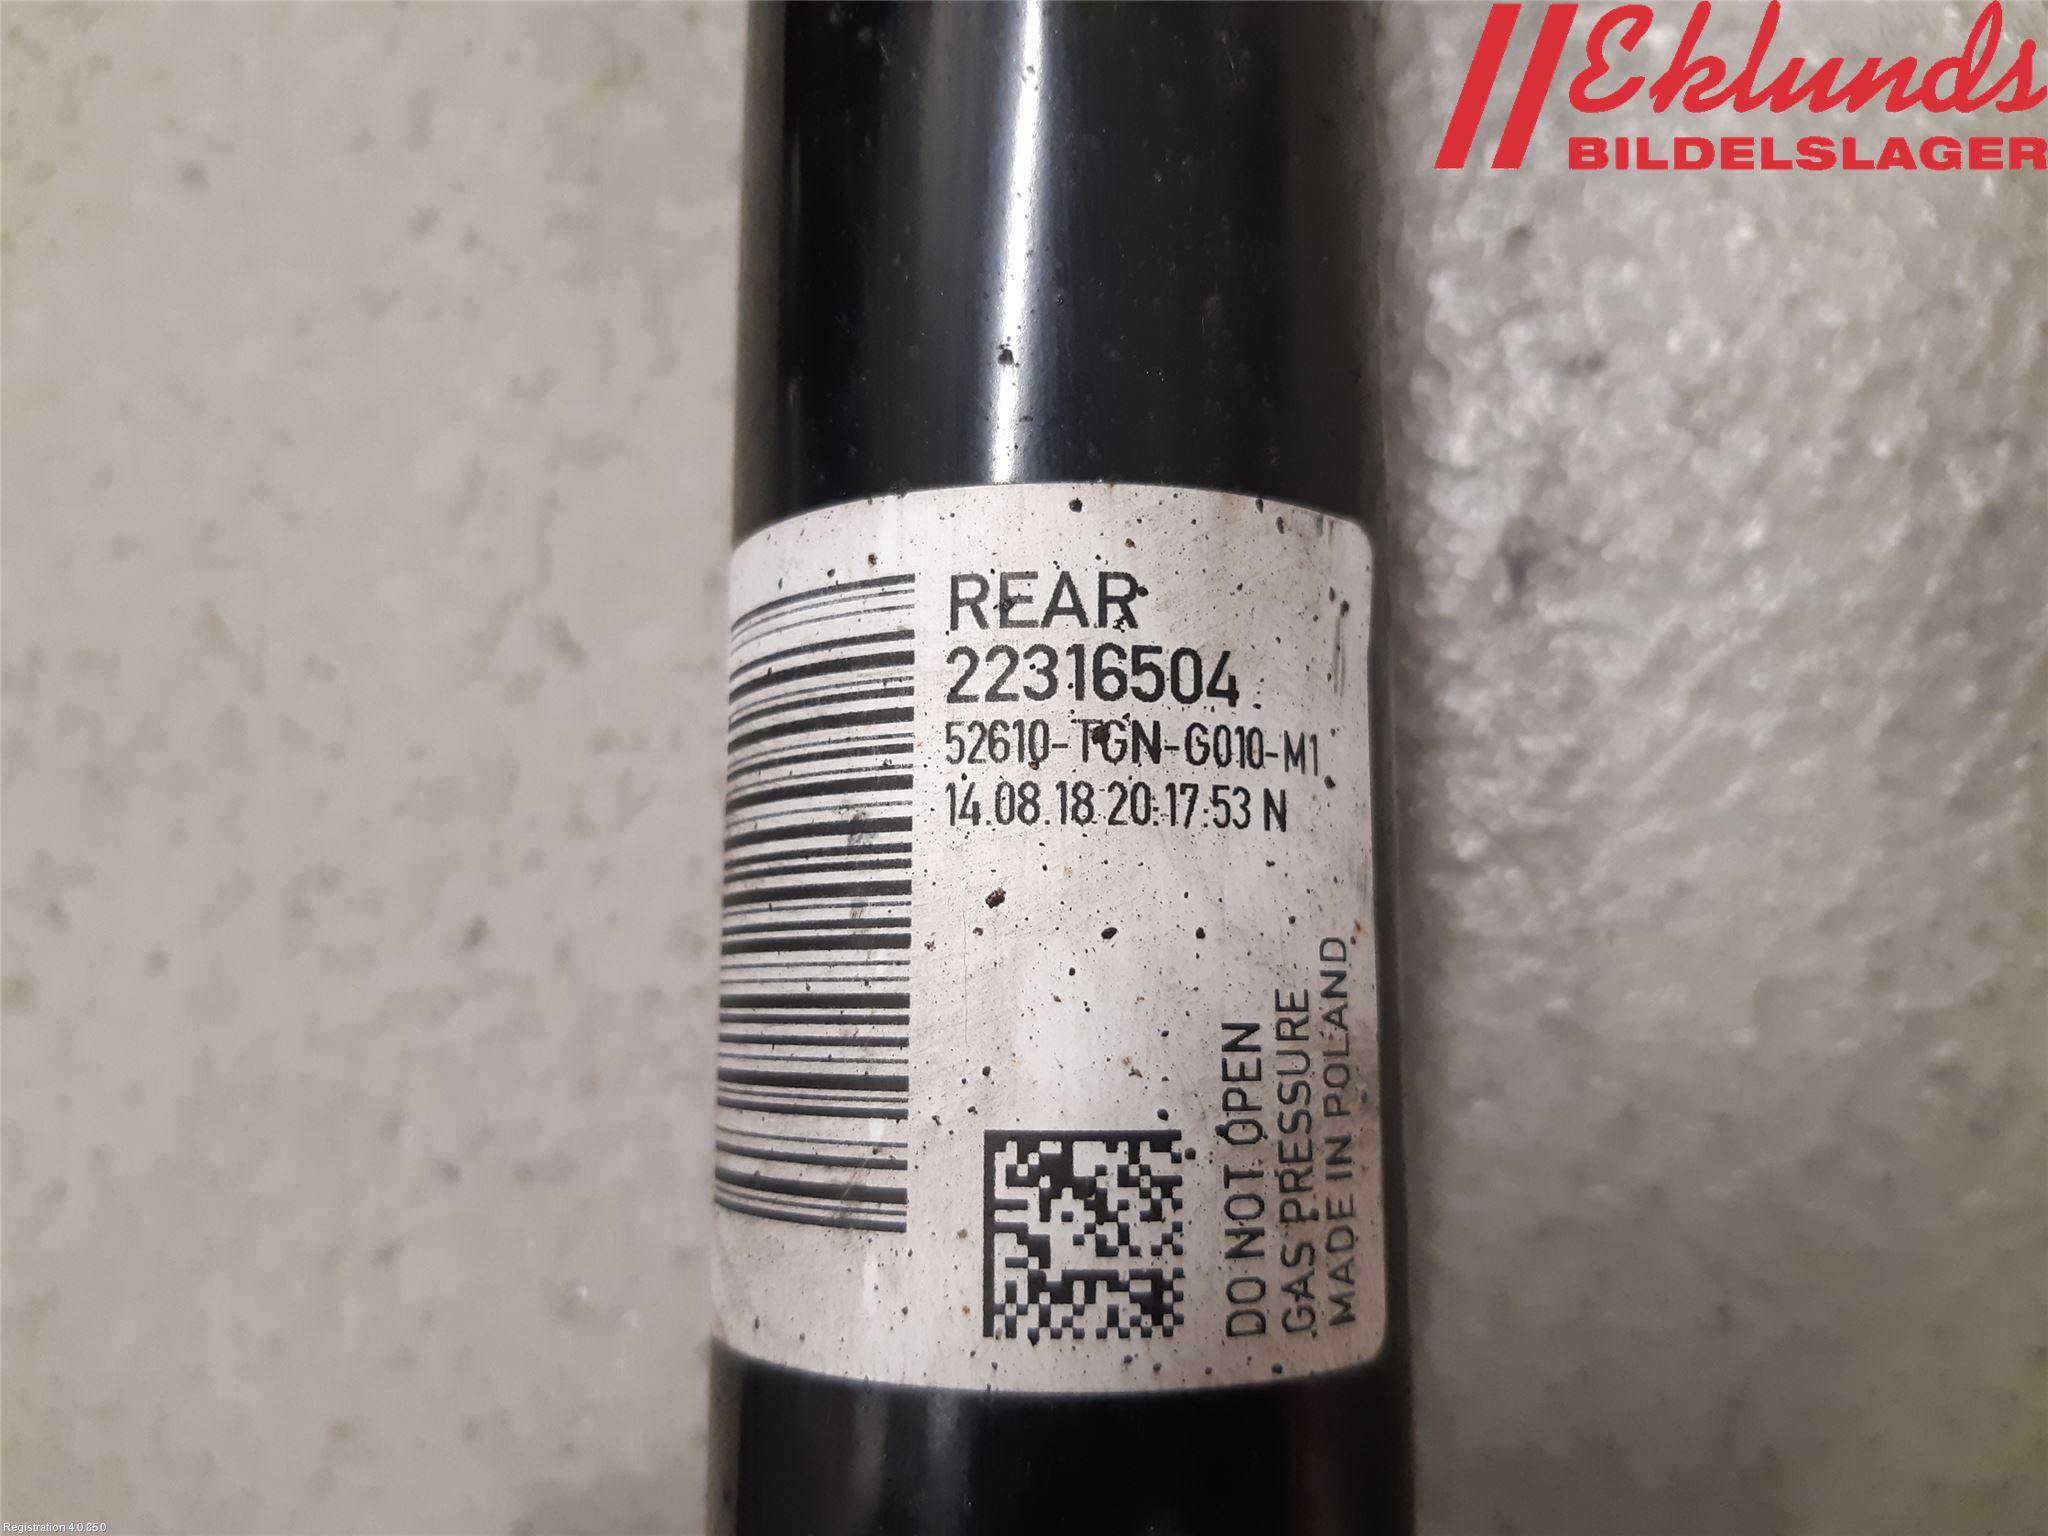 Eklunds
BILDELSLAGER
REAR
22316504
52610-TGN-G010-M1
14.08.18 20:17:53 N
DO NOT OPEN
GAS PRESSURE
MADE IN POLAND
Registration 4.0.85.0